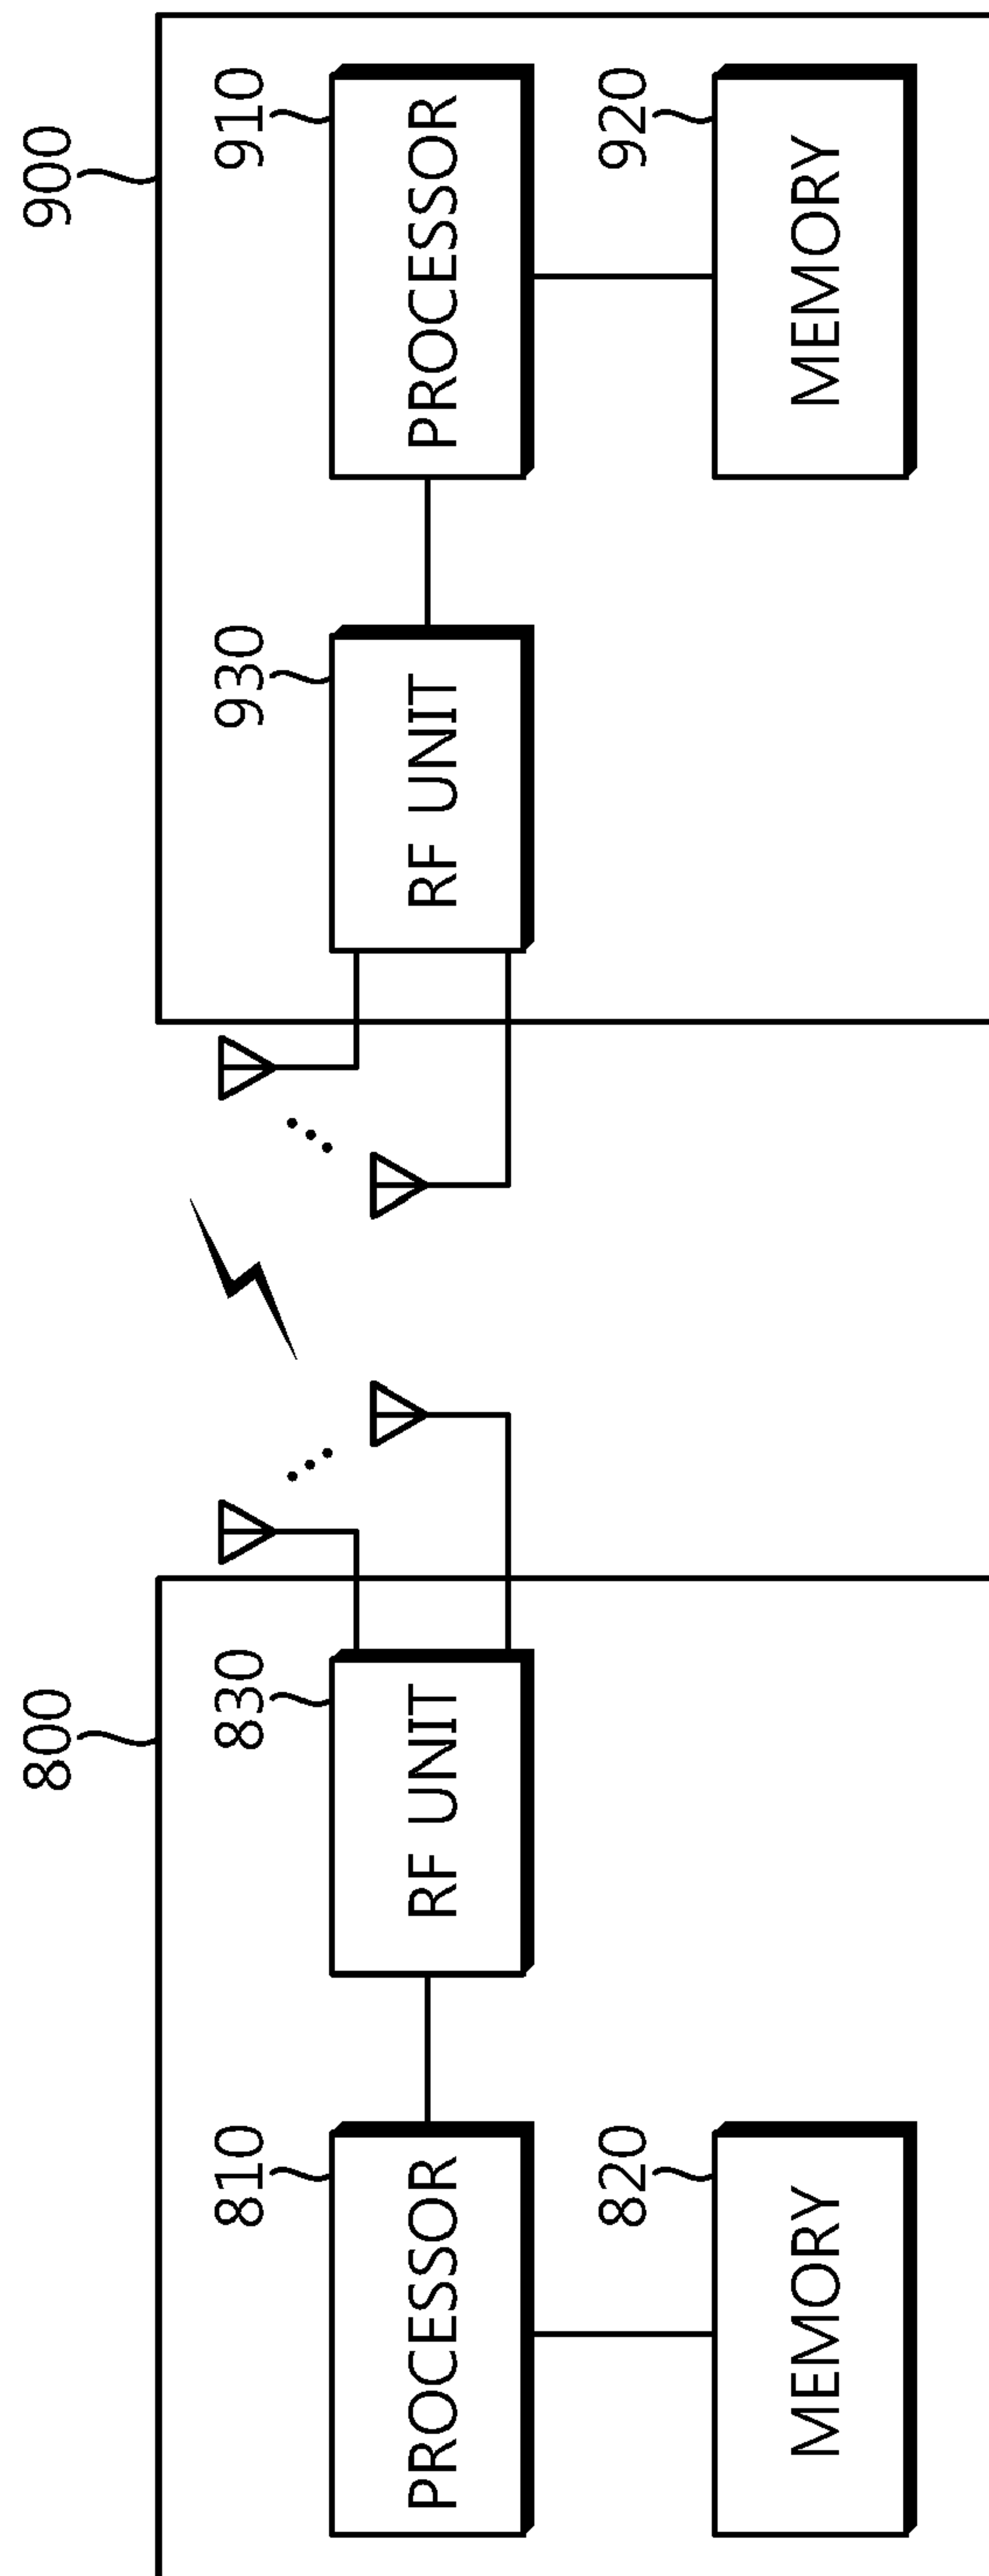 800
900
810
PROCESSOR
830
RF UNIT
930
RF UNIT
910
PROCESSOR
820
MEMORY
920
MEMORY